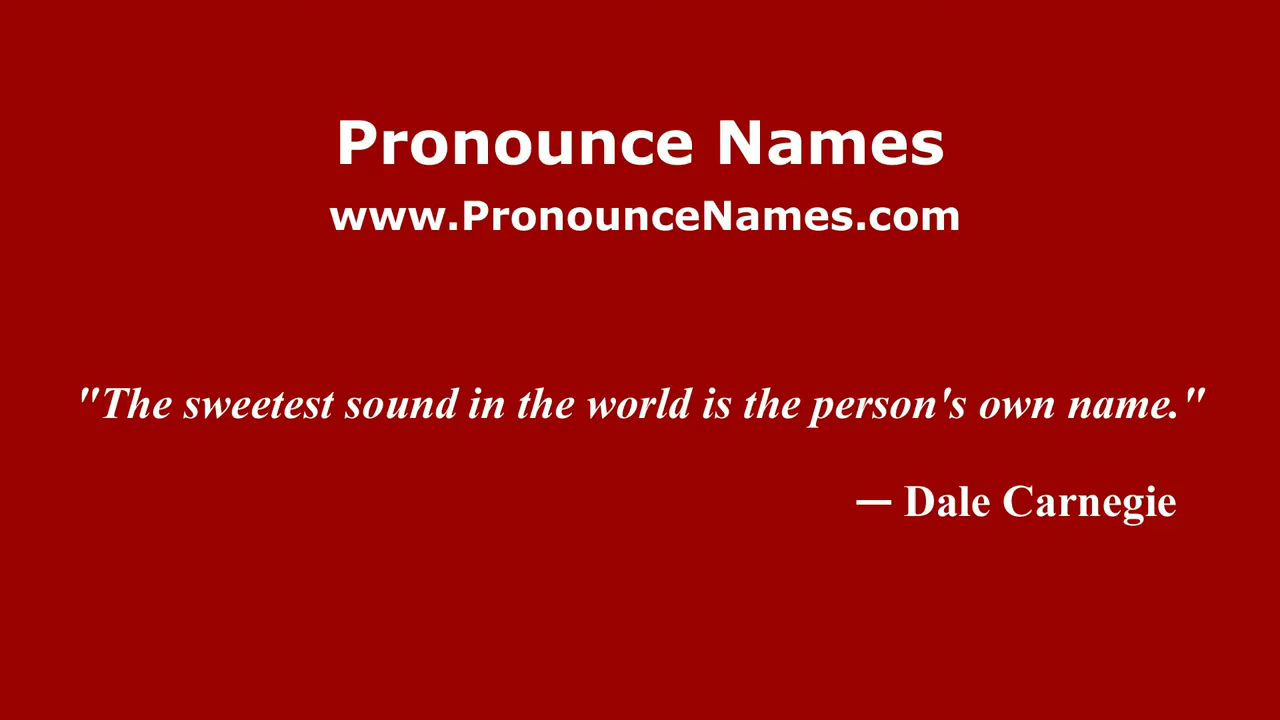 Pronounce Names
www.PronounceNames.com
"The sweetest sound in the world is the person's own name."
— Dale Carnegie